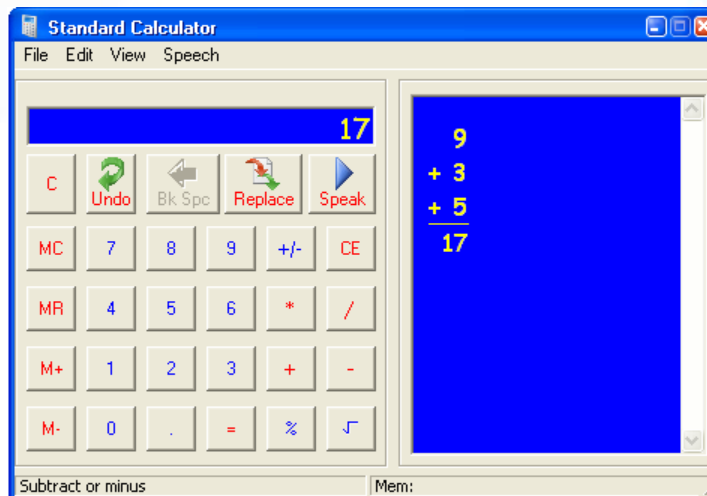 Standard Calculator
File Edit View Speech
17
C Undo Bk Spc Replace Speak
MC 7 8 9 +/- CE
MR 4 5 6 * /
M+ 1 2 3 + -
M- 0 . = % √
9
+ 3
+ 5
17
Subtract or minus
Mem: